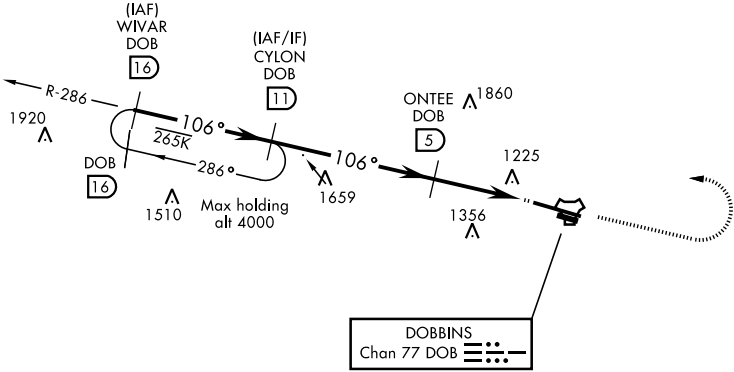 (IAF)
WIVAR
DOB
16
(IAF/IF)
CYLON
DOB
11
R-286
1920
106°
265K
286°
DOB
16
1510
Max holding
alt 4000
1659
106°
ONTEE
DOB
5
1860
1225
1356
DOBBINS
Chan 77 DOB